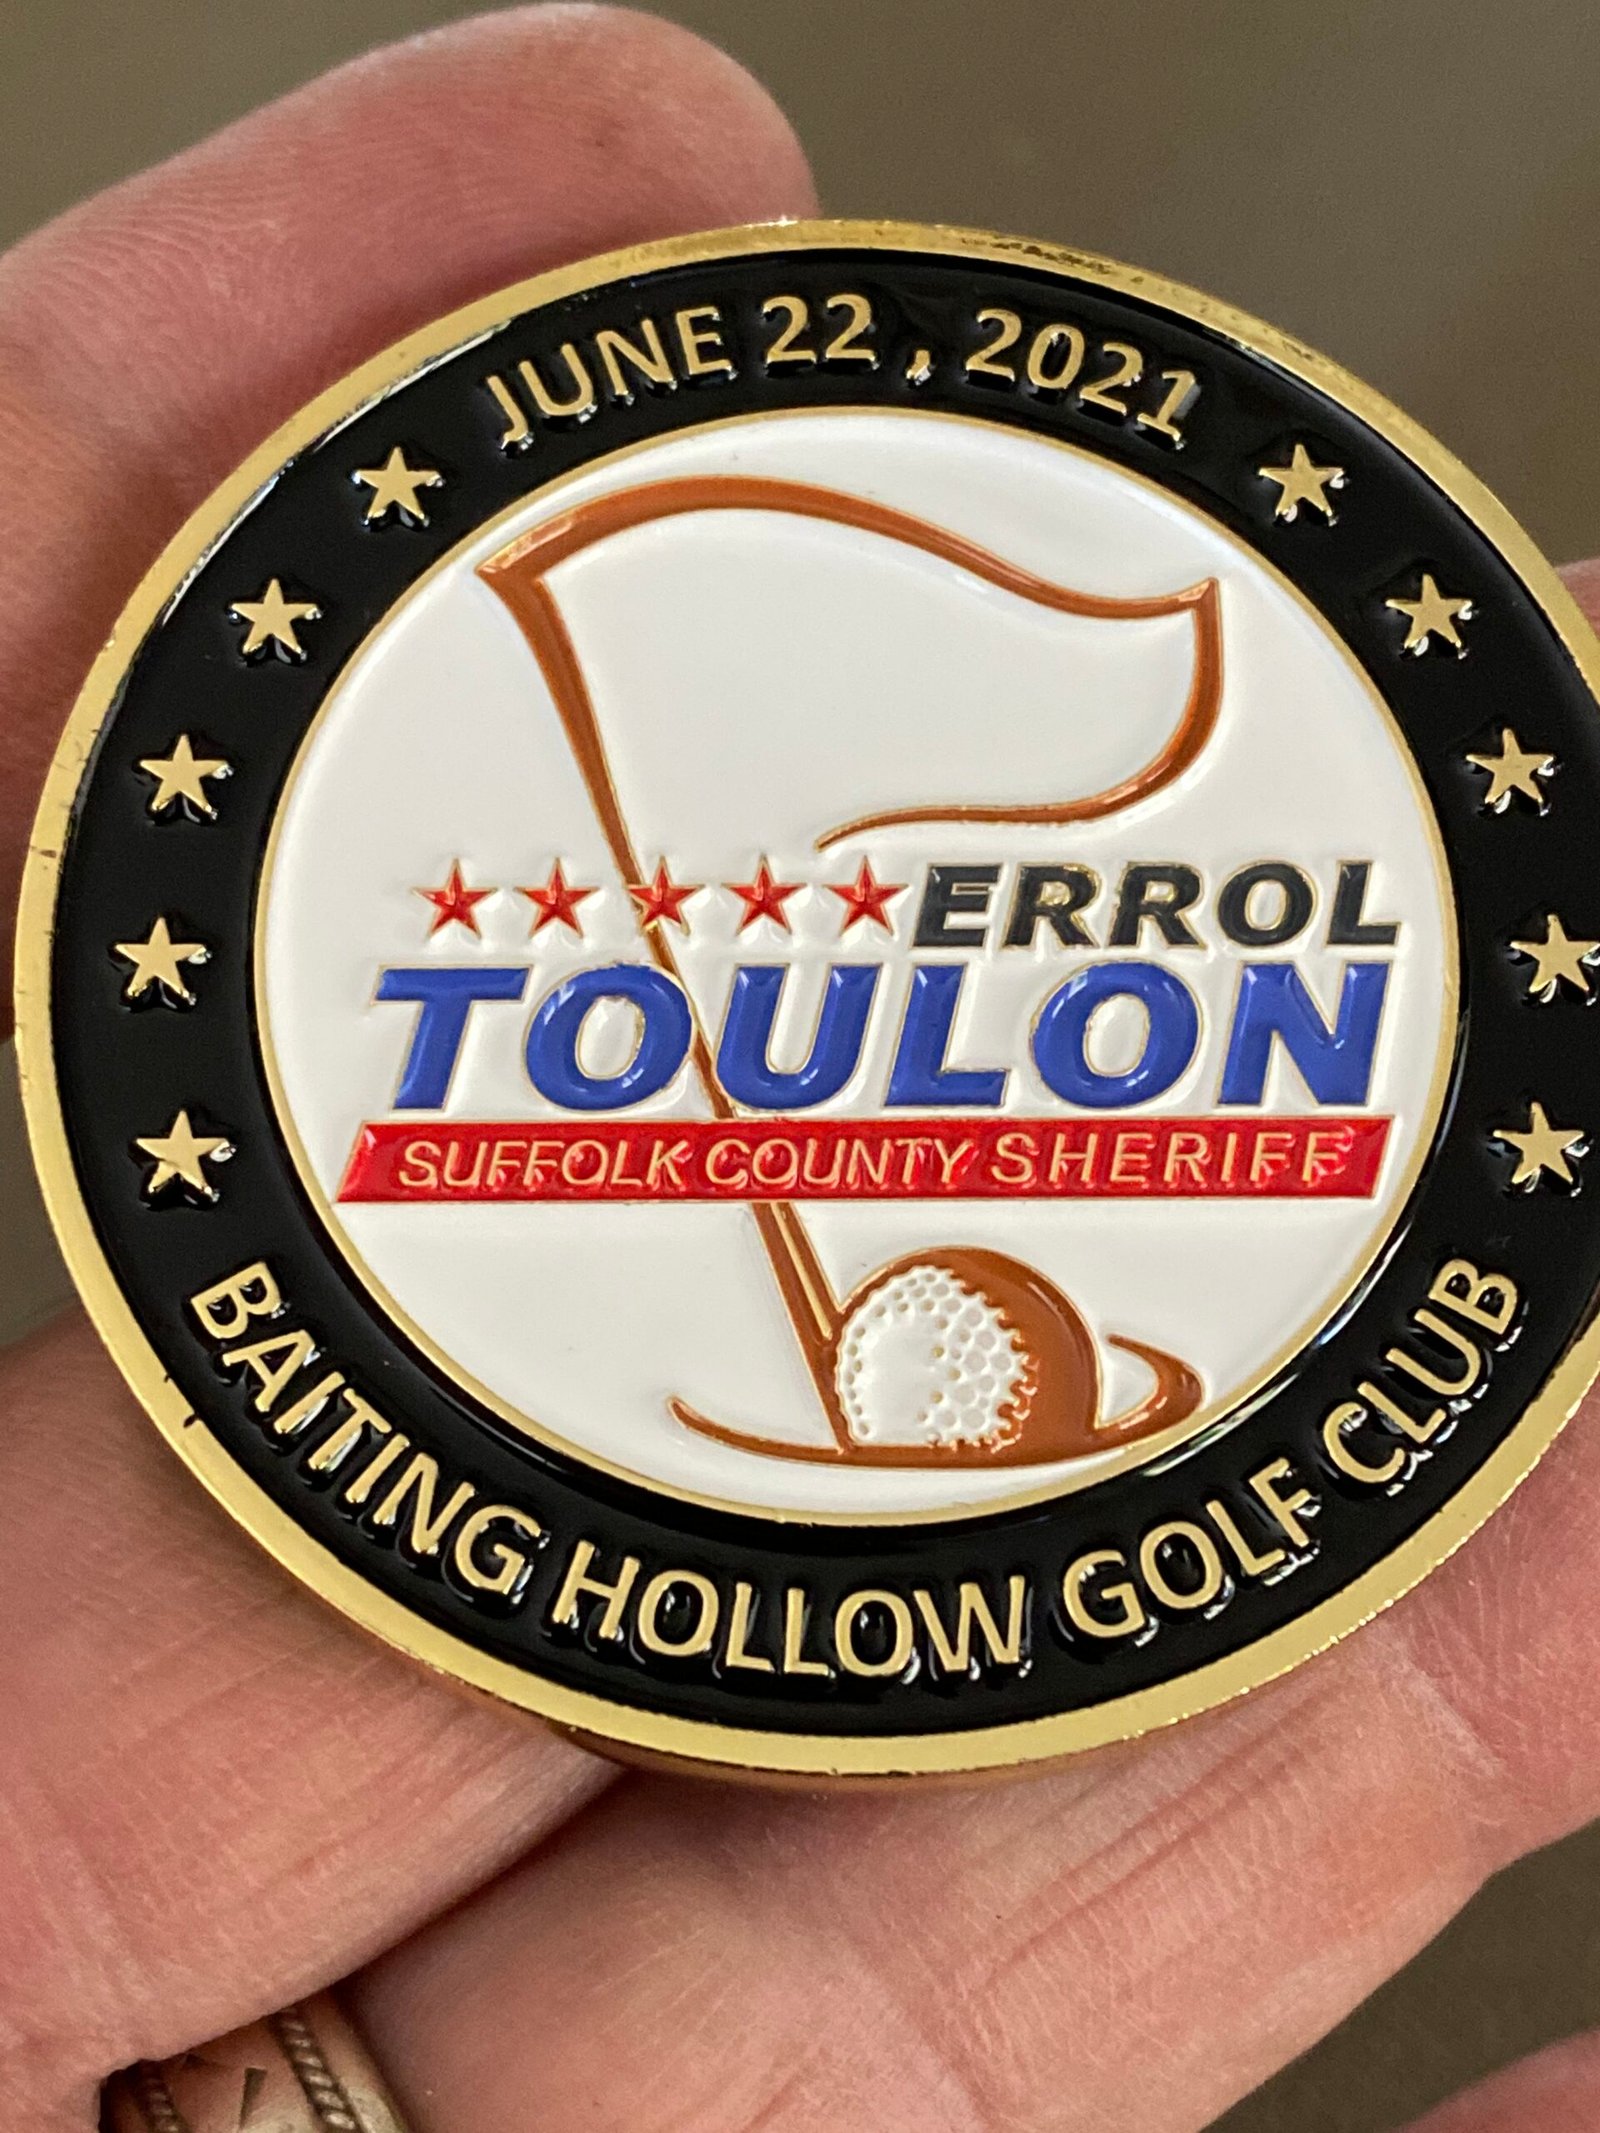 JUNE 22, 2021
ERROL
TOULON
SUFFOLK COUNTY SHERIFF
BAITING HOLLOW GOLF CLUB